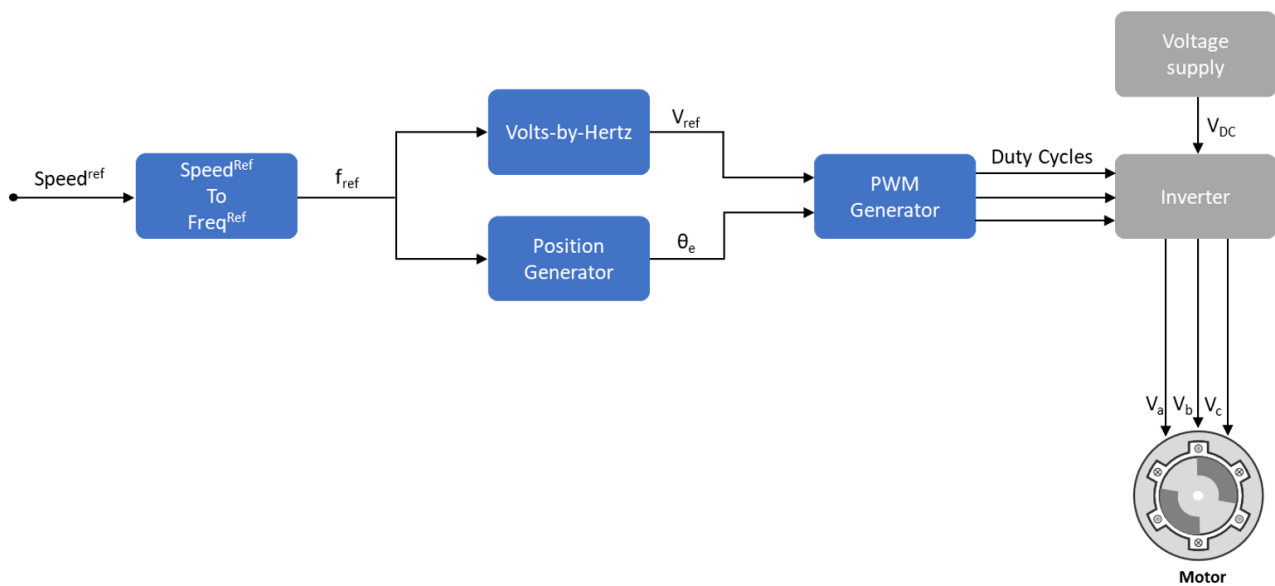 Speed^ref
Speed^Ref
To
Freq^Ref
f_ref
Volts-by-Hertz
V_ref
Position
Generator
θ_e
PWM
Generator
Duty Cycles
Voltage
supply
V_DC
Inverter
V_a V_b V_c
Motor